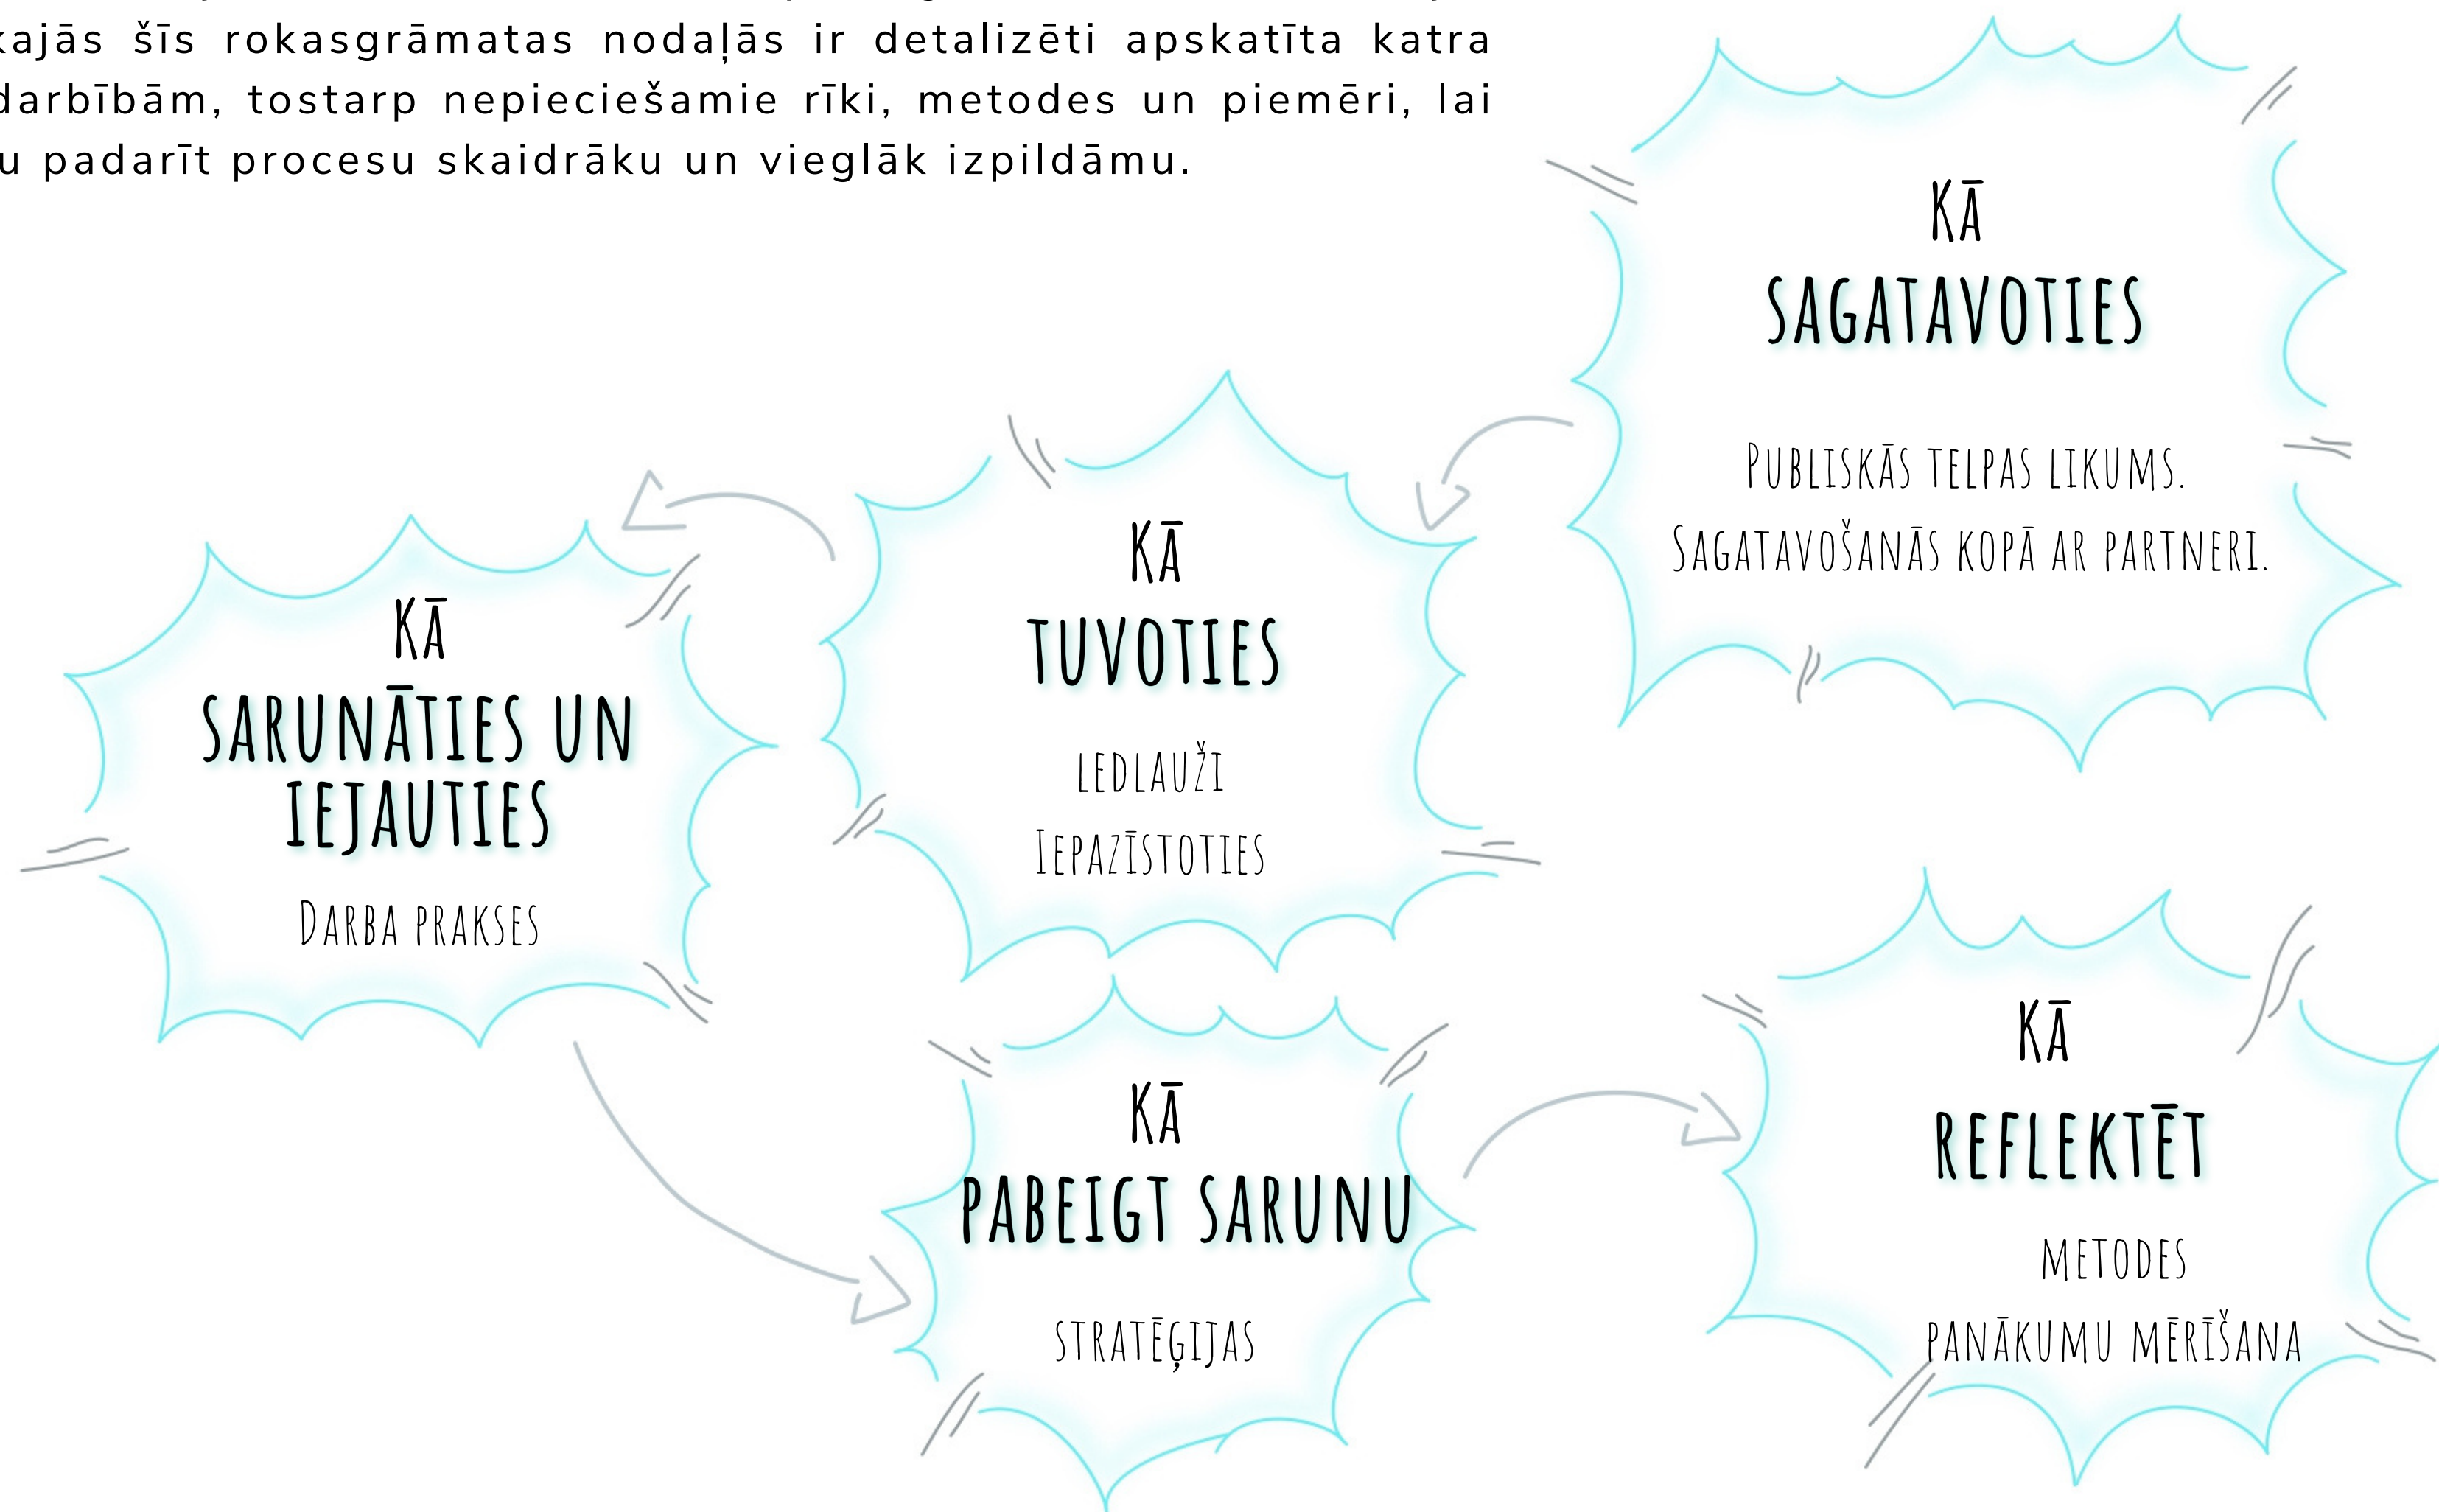 šīs rokasgrāmatas nodaļās ir detalizēti apskatīta katra
darbībām, tostarp nepieciešamie rīki, metodes un piemēri, lai
padarīt procesu skaidrāku un vieglāk izpildāmu.
KĀ
SAGATAVOTIES
PUBLISKĀS TELPAS LIKUMS.
SAGATAVOŠANĀS KOPĀ AR PARTNERI.
KĀ
TUVOTIES
LEDLAUŽI
IEPAZĪSTOTIES
KĀ
SARUNĀTIES UN
IEJAUTIES
DARBA PRAKSES
KĀ
PABEIGT SARUNU
STRATĒĢIJAS
KĀ
REFLEKTĒT
METODES
PANĀKUMU MĒRĪŠANA